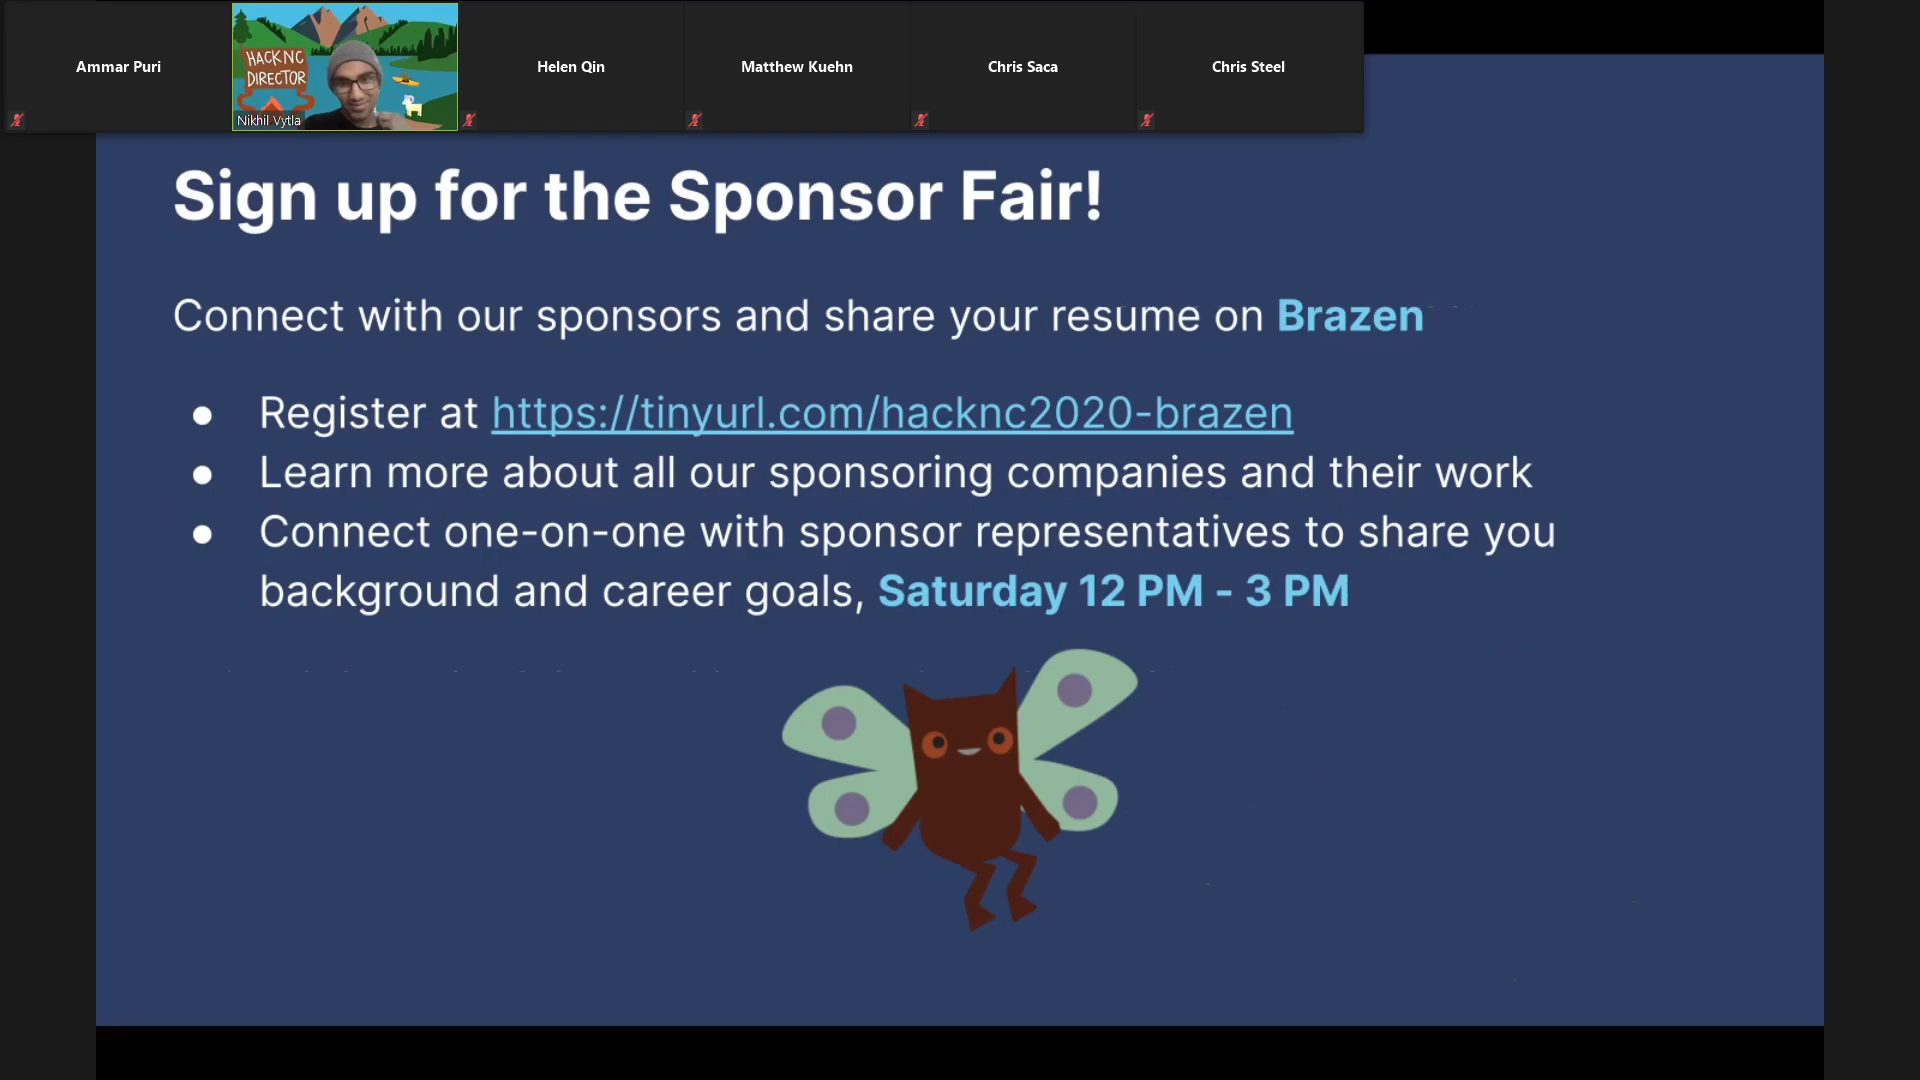 Ammar Puri
HACKNC
DIRECTOR
Nikhil Vytla
Helen Qin
Matthew Kuehn
Chris Saca
Chris Steel
Sign up for the Sponsor Fair!
Connect with our sponsors and share your resume on Brazen
● Register at https://tinyurl.com/hacknc2020-brazen
● Learn more about all our sponsoring companies and their work
● Connect one-on-one with sponsor representatives to share you
background and career goals, Saturday 12 PM - 3 PM